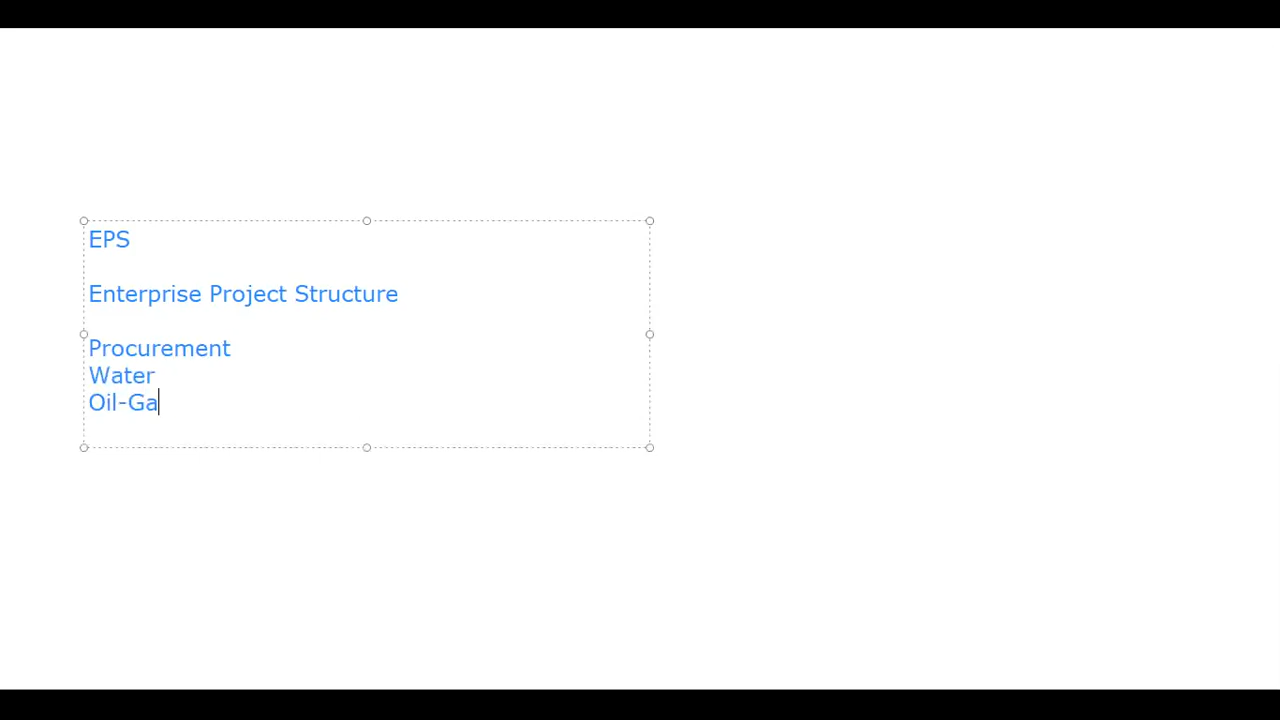 EPS
Enterprise Project Structure
Procurement
Water
Oil-Ga